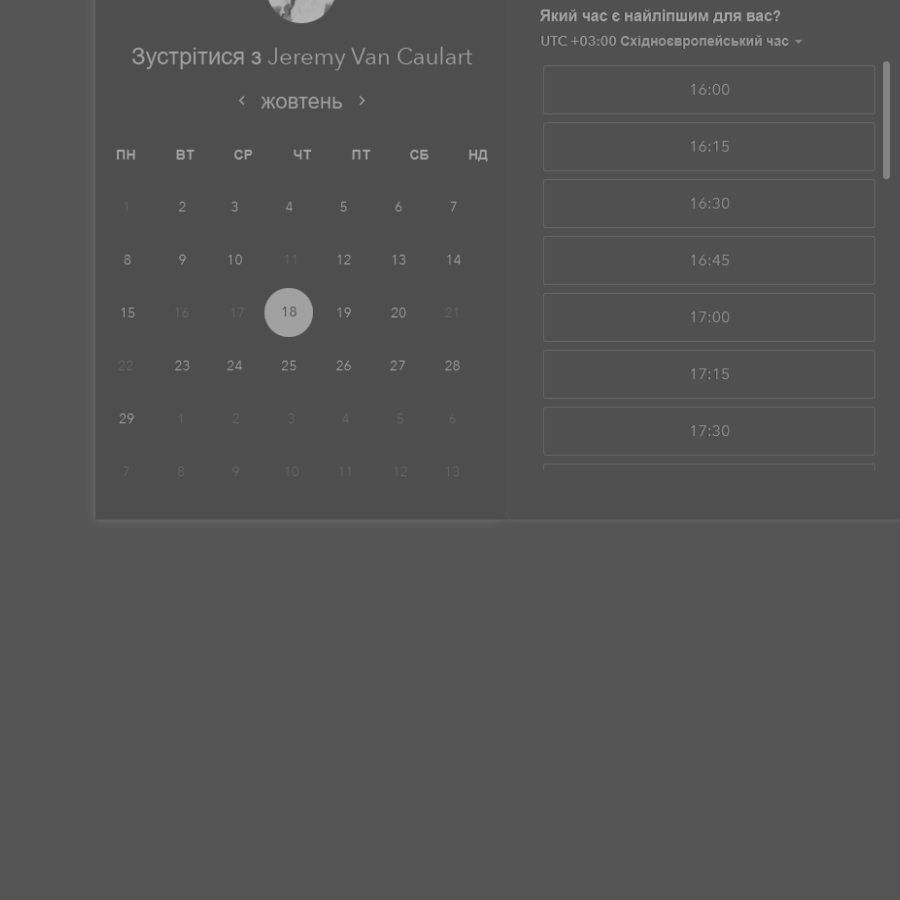 Зустрітися з Jeremy Van Caulart
жовтень
ПН ВТ СР ЧТ ПТ СБ НД
1 2 3 4 5 6 7
8 9 10 11 12 13 14
15 16 17 18 19 20 21
22 23 24 25 26 27 28
29 1 2 3 4 5 6
7 8 9 10 11 12 13
Який час є найліпшим для вас?
UTC +03:00 Східноєвропейський час
16:00
16:15
16:30
16:45
17:00
17:15
17:30